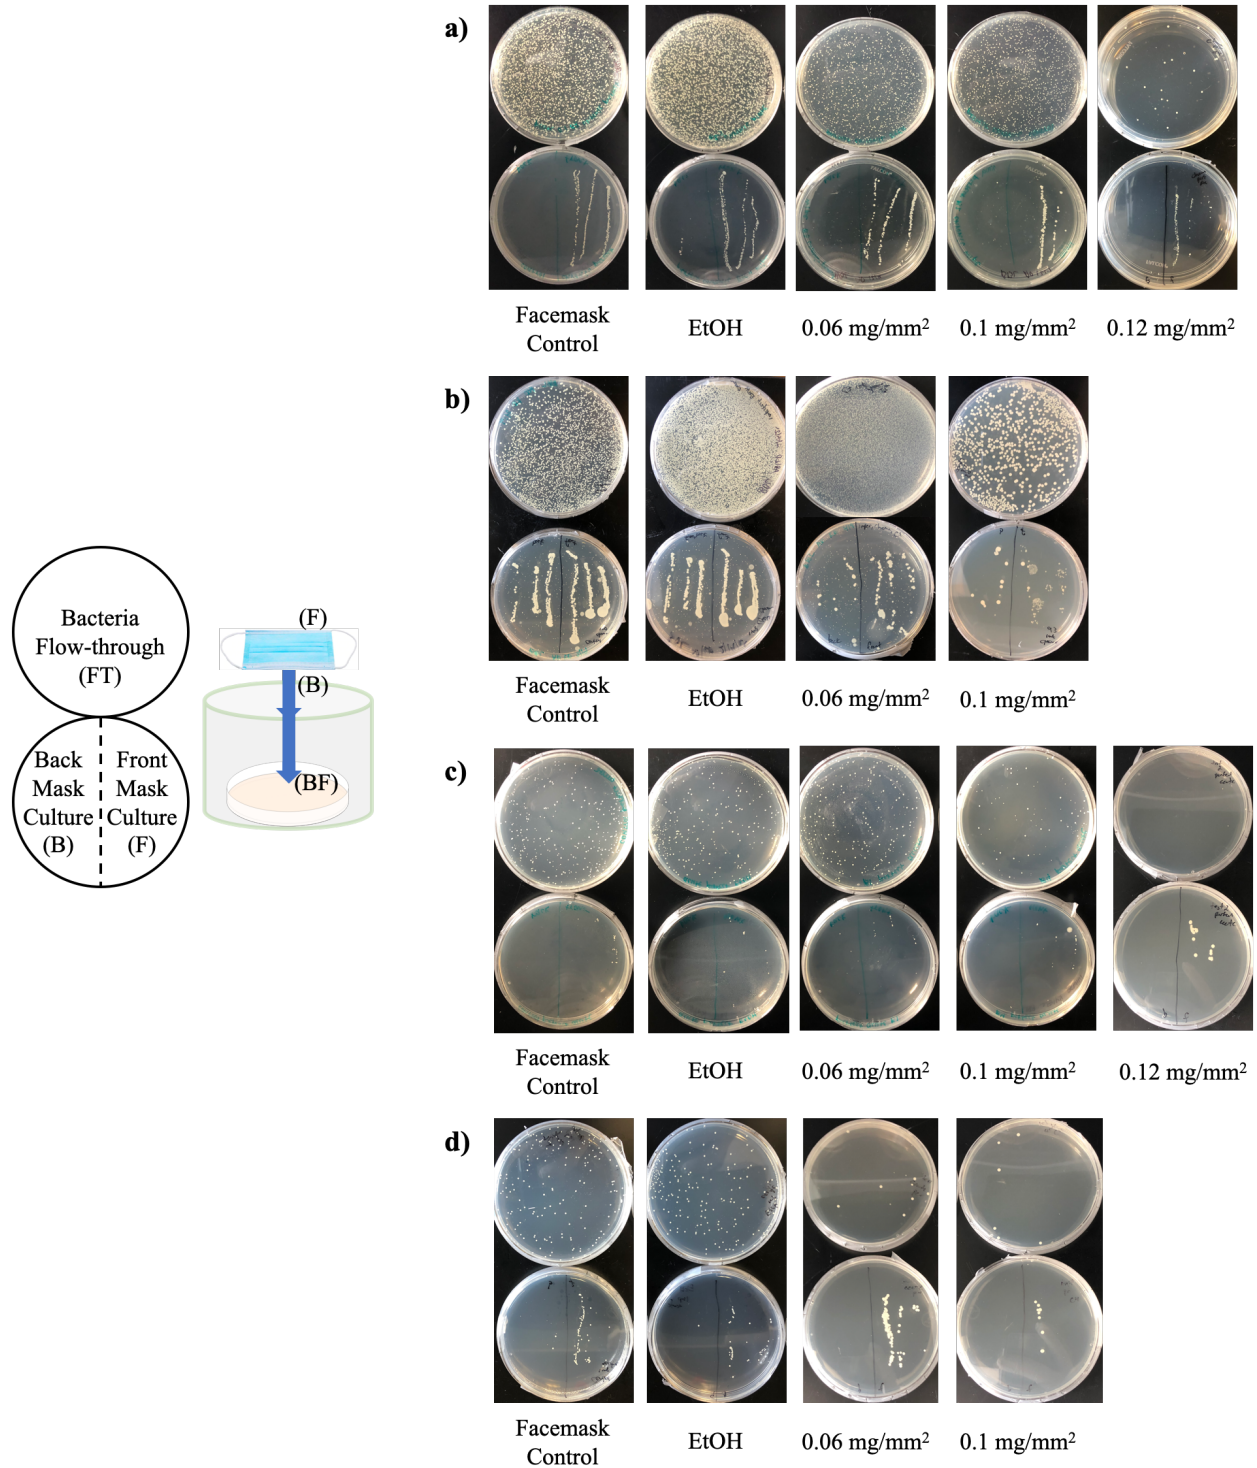 a)
Facemask
Control
EtOH
0.06 mg/mm²
0.1 mg/mm²
0.12 mg/mm²
b)
Facemask
Control
EtOH
0.06 mg/mm²
0.1 mg/mm²
Bacteria
Flow-through
(FT)
Back
Mask
Culture
(B)
Front
Mask
Culture
(F)
(F)
(B)
(BF)
c)
Facemask
Control
EtOH
0.06 mg/mm²
0.1 mg/mm²
0.12 mg/mm²
d)
Facemask
Control
EtOH
0.06 mg/mm²
0.1 mg/mm²